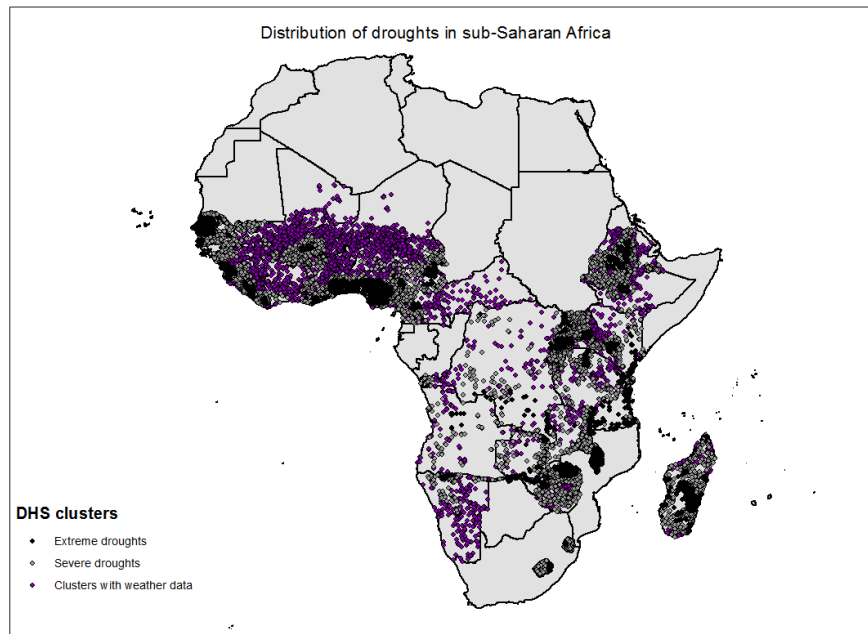 Distribution of droughts in sub-Saharan Africa
DHS clusters
Extreme droughts
Severe droughts
Clusters with weather data